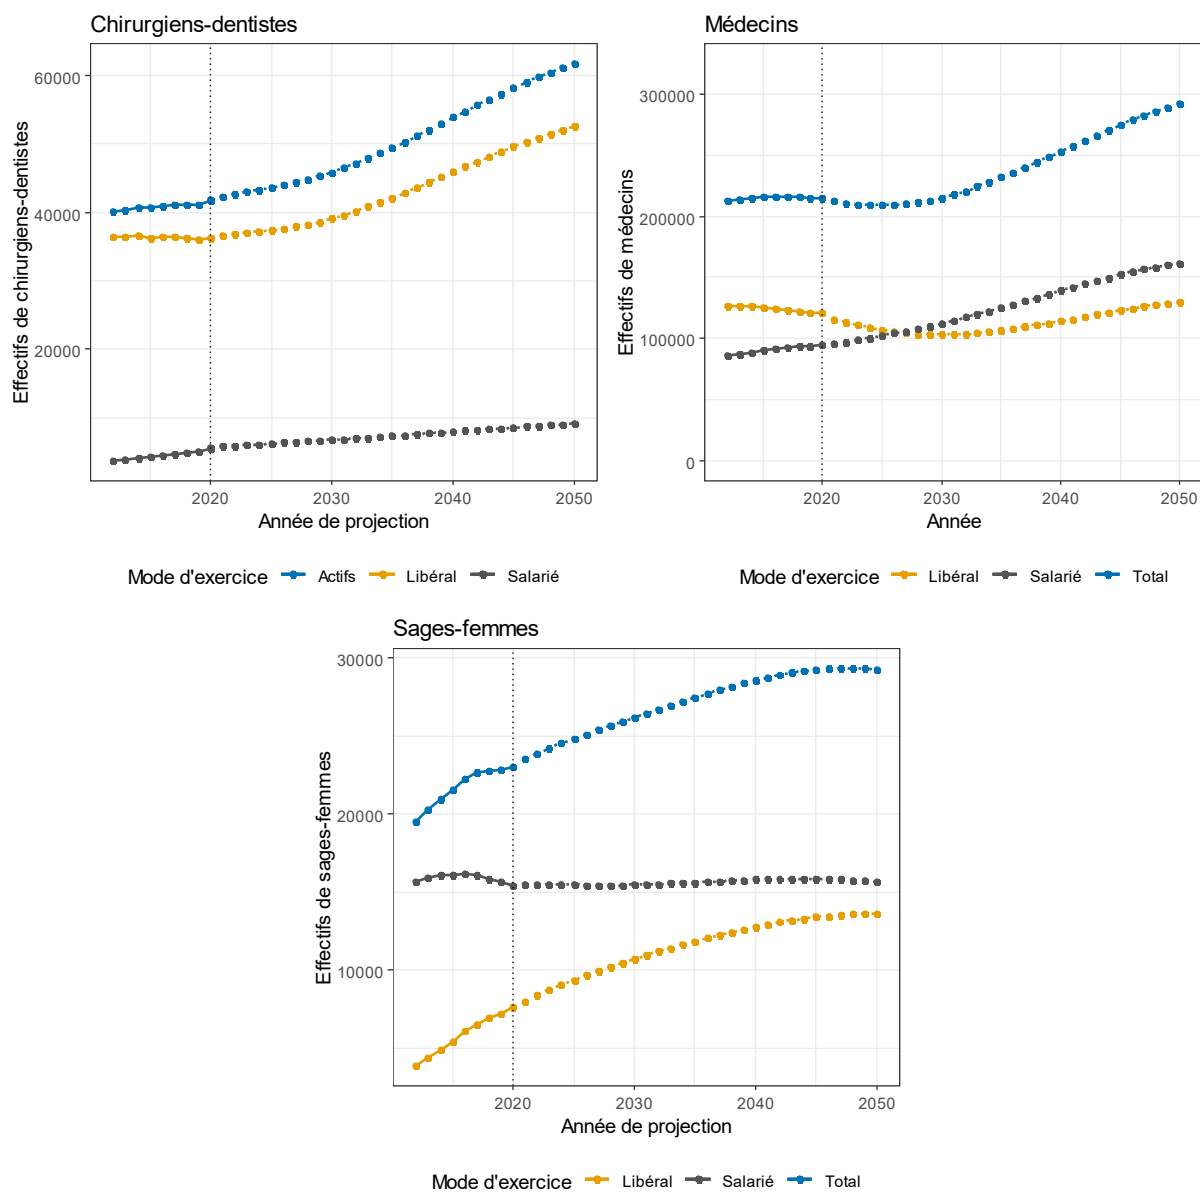 Chirurgiens-dentistes
Effectifs de chirurgiens-dentistes
60000
40000
20000
2020 2030 2040 2050
Année de projection
Mode d'exercice Actifs Libéral Salarié
Médecins
Effectifs de médecins
300000
200000
100000
0
2020 2030 2040 2050
Année
Mode d'exercice Libéral Salarié Total
Sages-femmes
Effectifs de sages-femmes
30000
20000
10000
2020 2030 2040 2050
Année de projection
Mode d'exercice Libéral Salarié Total